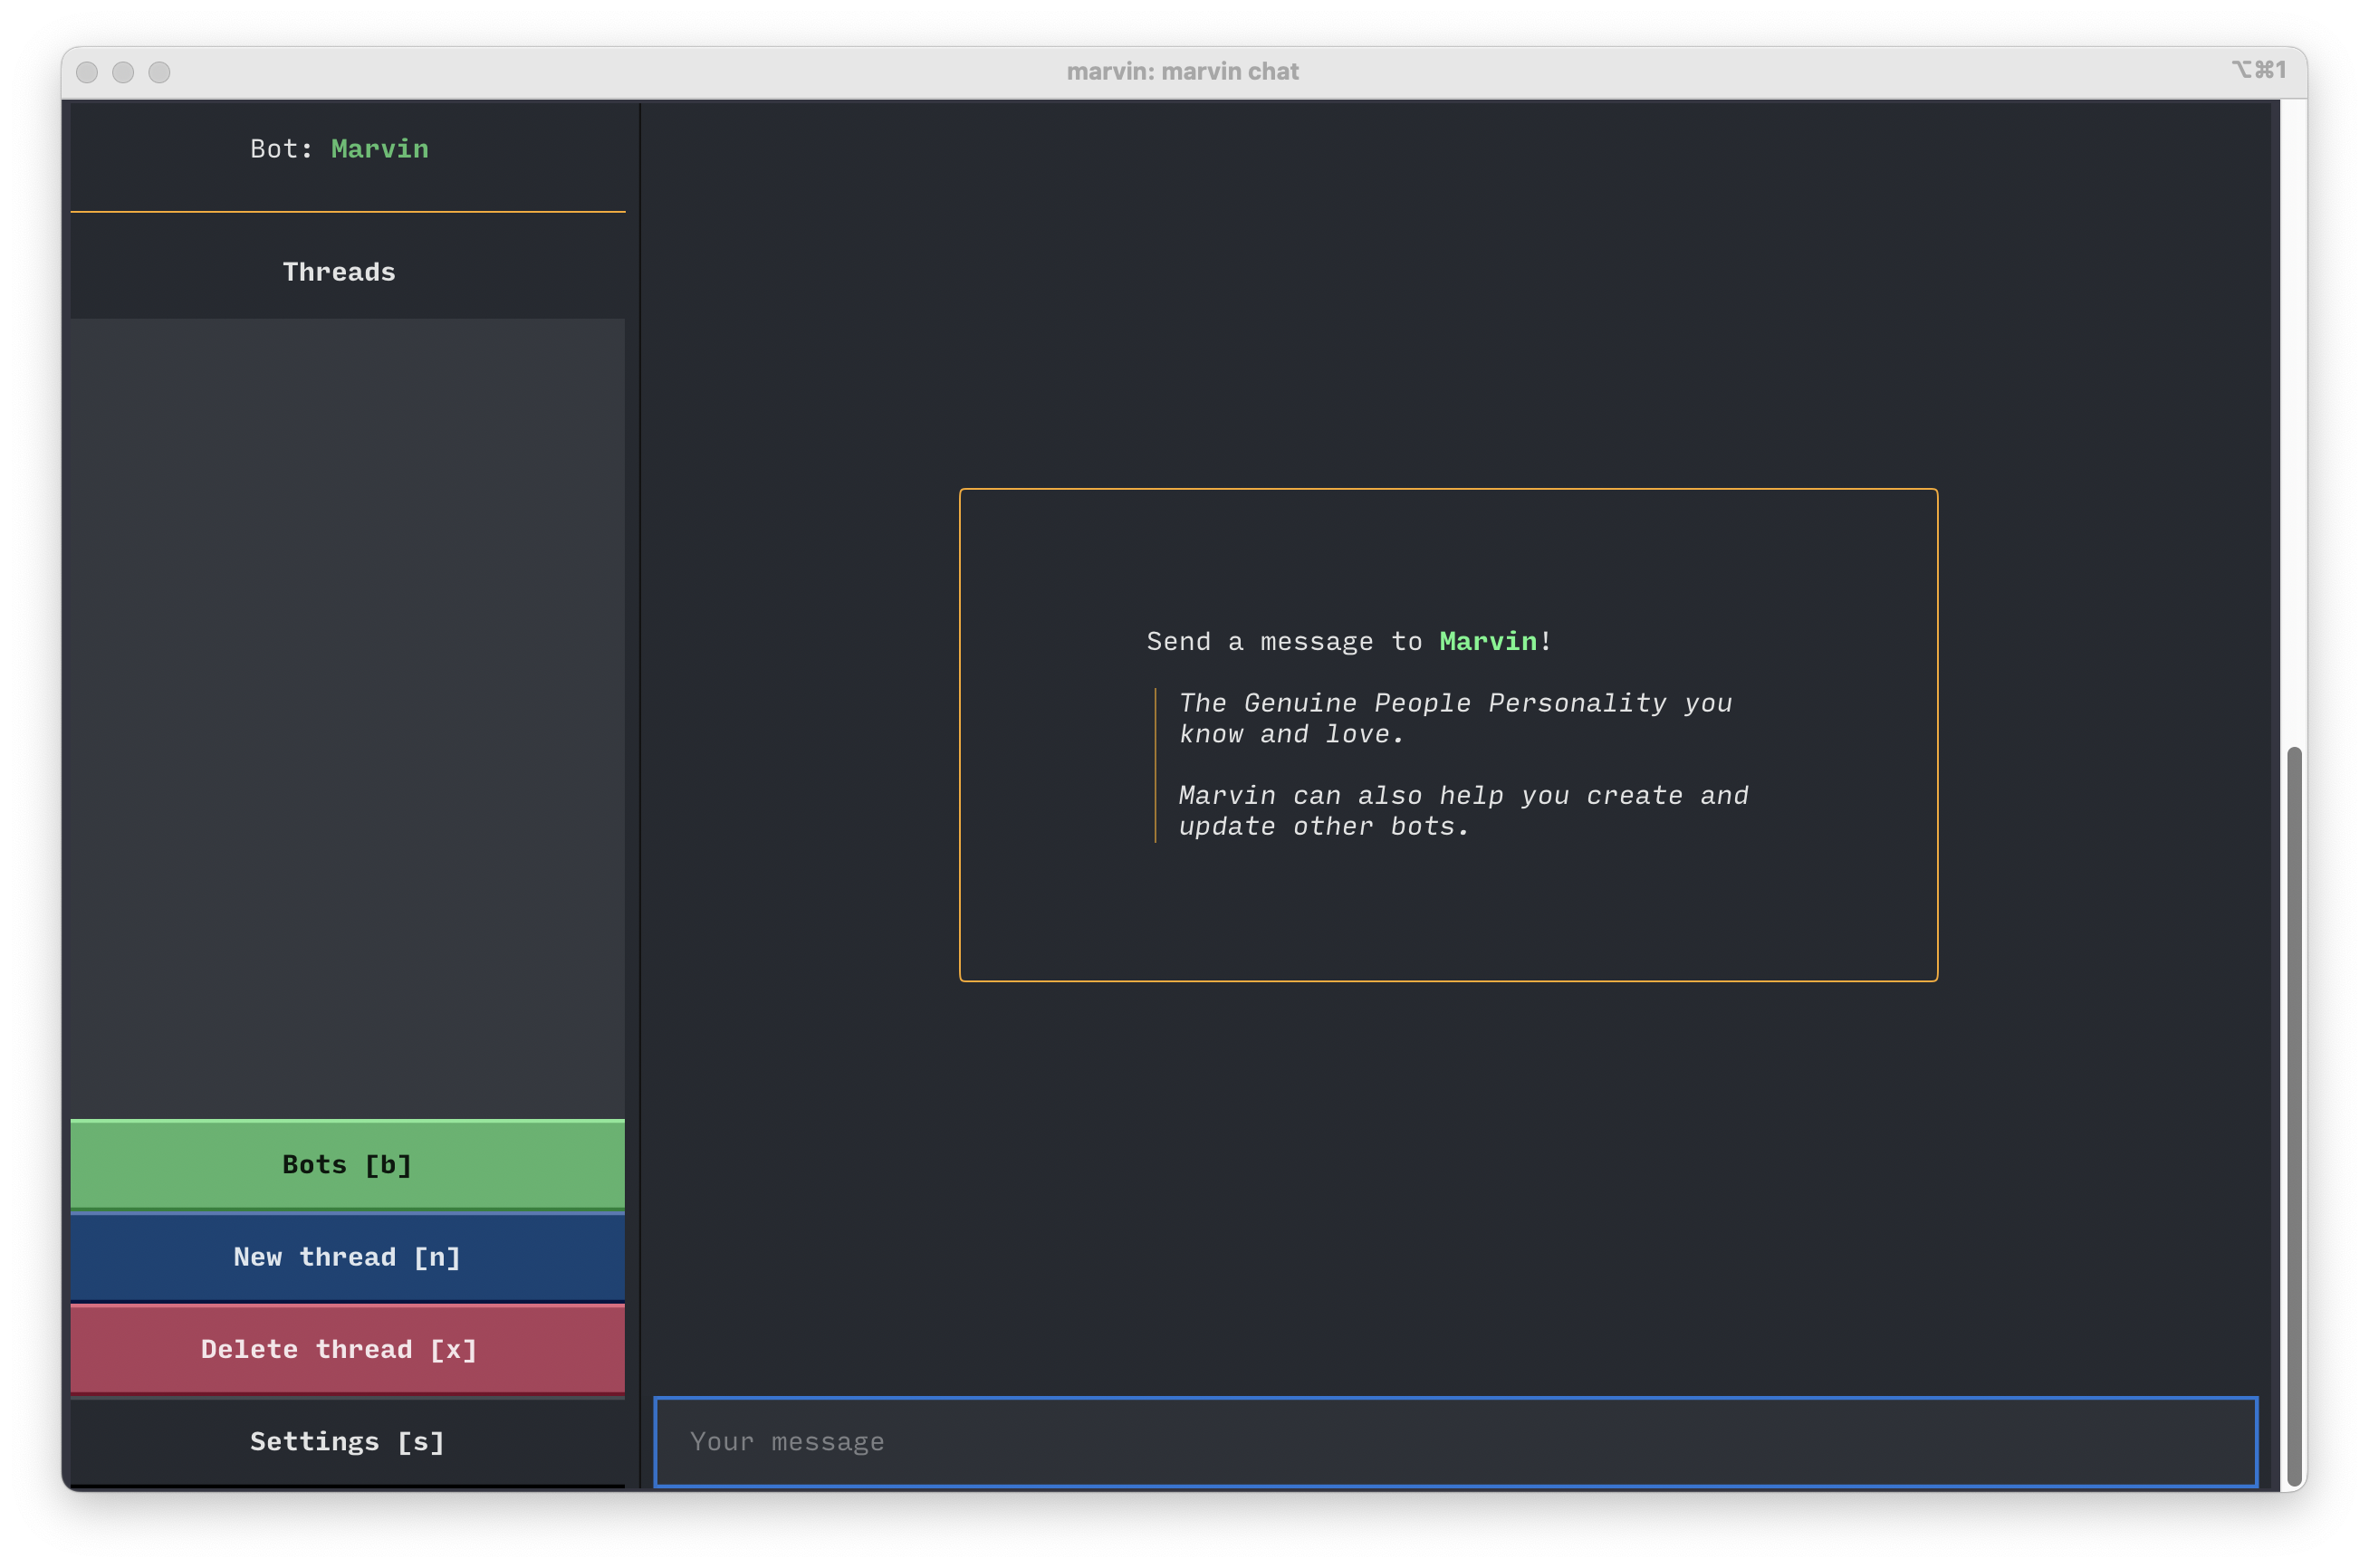 marvin: marvin chat
⌥⌘1
Bot: Marvin
Threads
Send a message to Marvin!
The Genuine People Personality you
know and love.
Marvin can also help you create and
update other bots.
Bots [b]
New thread [n]
Delete thread [x]
Settings [s]
Your message